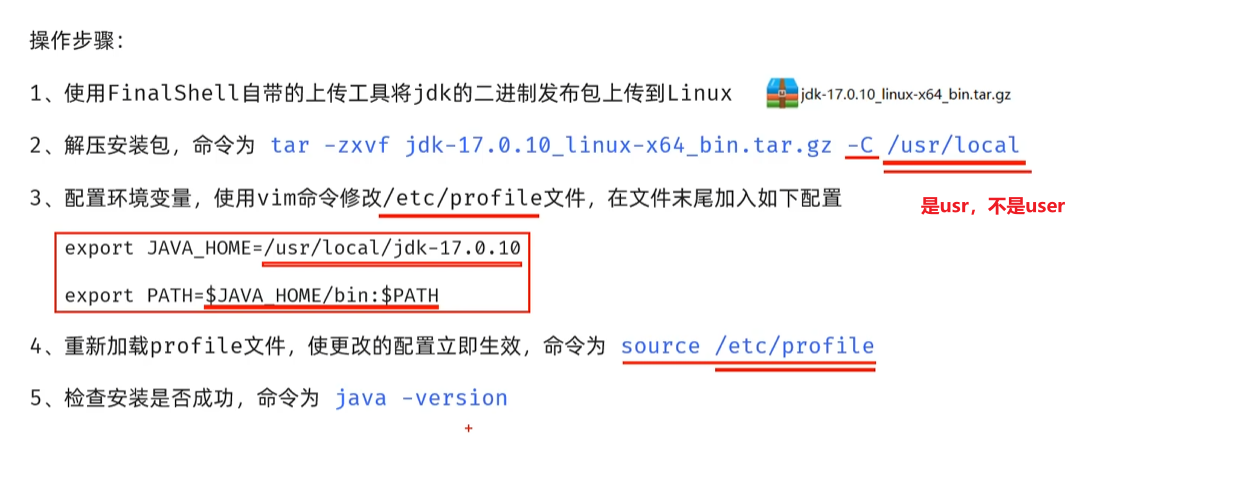 操作步骤：
1、使用FinalShell自带的上传工具将jdk的二进制发布包上传到Linux jdk-17.0.10_linux-x64_bin.tar.gz
2、解压安装包，命令为 tar -zxvf jdk-17.0.10_linux-x64_bin.tar.gz -C /usr/local
3、配置环境变量，使用vim命令修改/etc/profile文件，在文件末尾加入如下配置
是usr，不是user
export JAVA_HOME=/usr/local/jdk-17.0.10
export PATH=$JAVA_HOME/bin:$PATH
4、重新加载profile文件，使更改的配置立即生效，命令为 source /etc/profile
5、检查安装是否成功，命令为 java -version